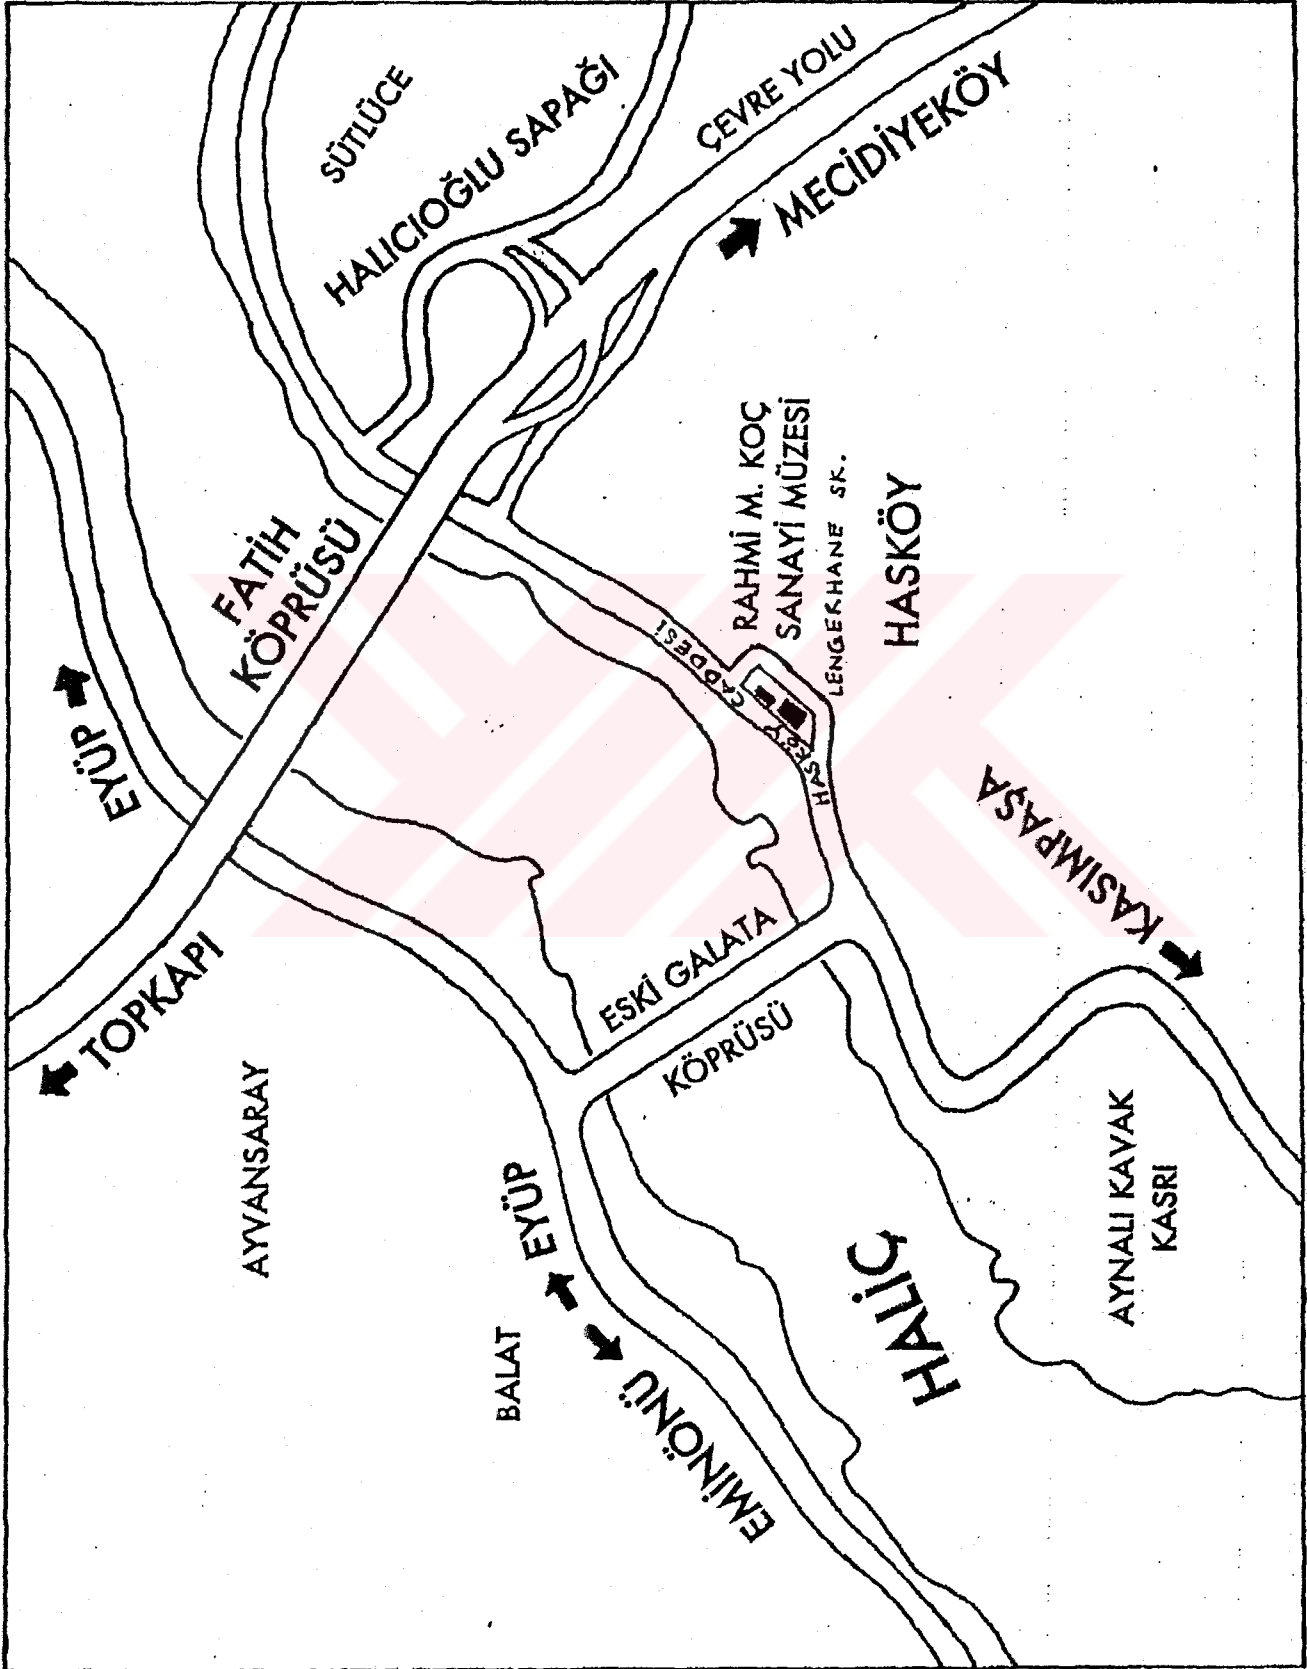 SÜTLÜCE
HALICIOĞLU SAPAĞI
ÇEVRE YOLU
MECİDİYEKÖY
FATİH
KÖPRÜSÜ
RAHMİ M. KOÇ
SANAYİ MÜZESİ
LENGERHANE SK.
HASKÖY
HASKÖY CADDESİ
EYÜP
TOPKAPI
KASIMPAŞA
ESKİ GALATA
KÖPRÜSÜ
AYVANSARAY
EYÜP
BALAT
EMİNÖNÜ
HALİÇ
AYNALI KAVAK
KASRI